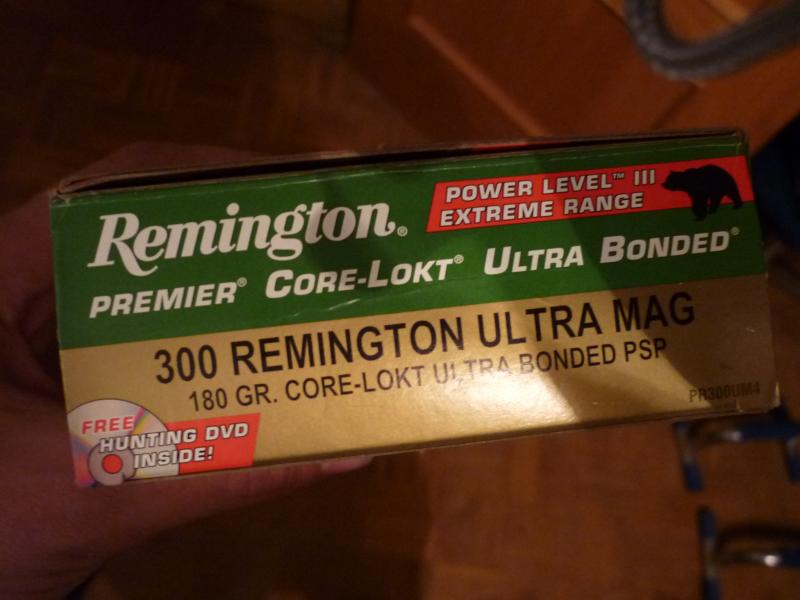 POWER LEVEL™ III
EXTREME RANGE
Remington®
PREMIER® CORE-LOKT® ULTRA BONDED®
300 REMINGTON ULTRA MAG
180 GR. CORE-LOKT ULTRA BONDED PSP
PR300UM4
FREE
HUNTING DVD
INSIDE!